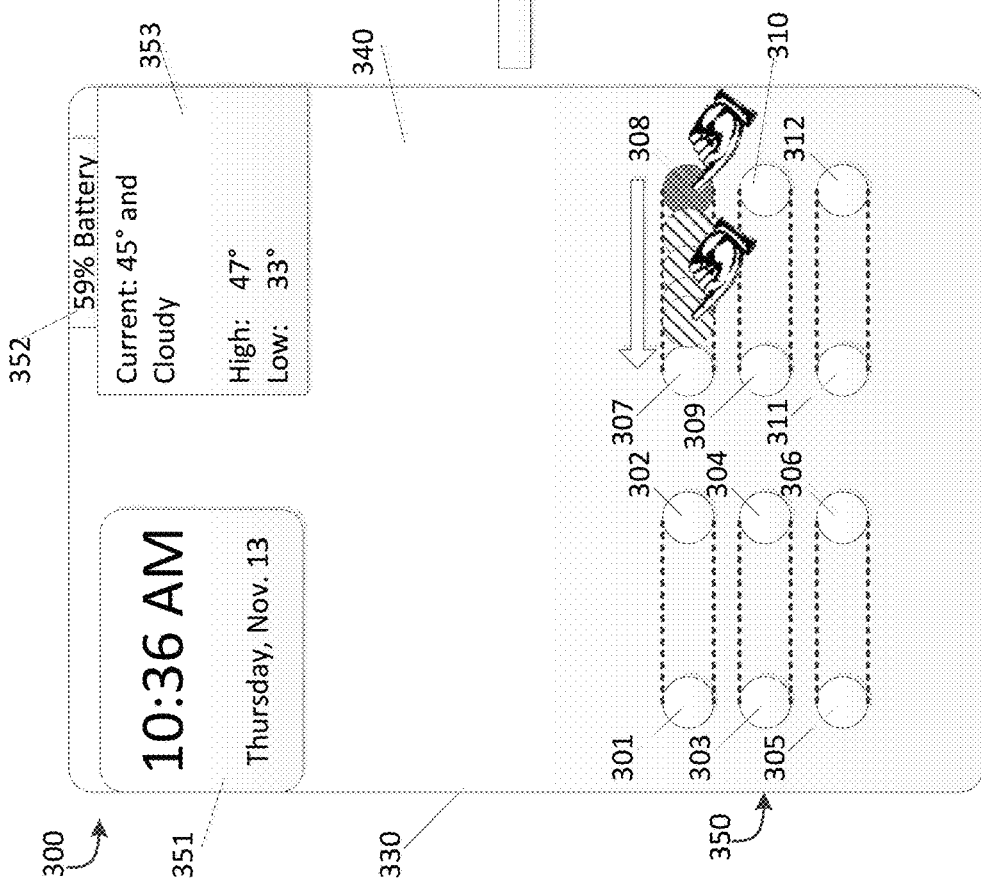 300
352
59% Battery
353
351
10:36 AM
Thursday, Nov. 13
Current: 45° and
Cloudy
High: 47°
Low: 33°
340
330
308
307
302
301
310
309
304
303
312
311
306
305
350